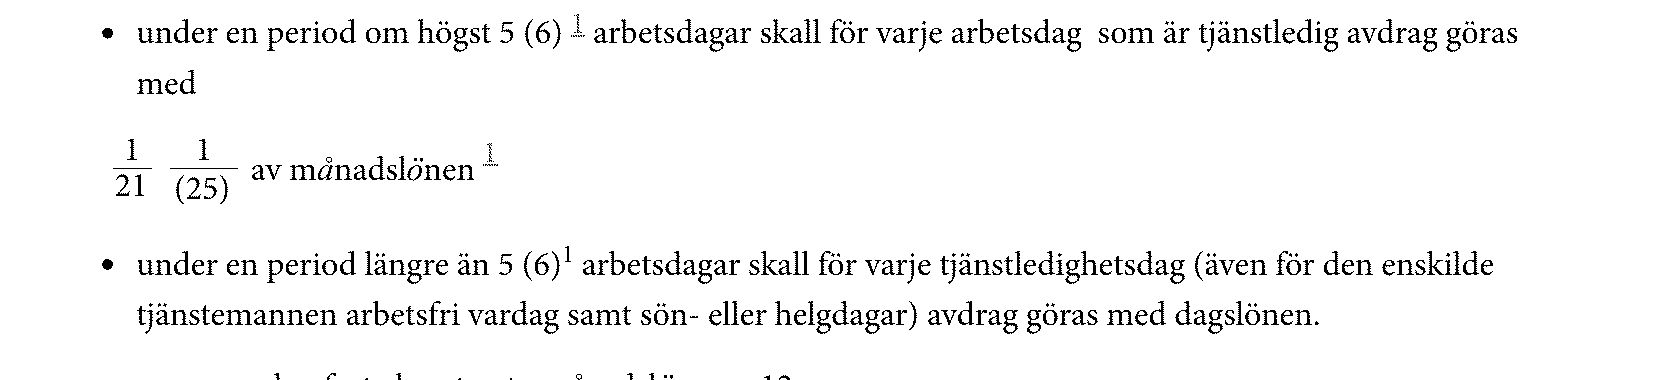 • under en period om högst 5 (6) 1 arbetsdagar skall för varje arbetsdag som är tjänstledig avdrag göras
med
1/21 1/(25) av månadslönen 1
• under en period längre än 5 (6)1 arbetsdagar skall för varje tjänstledighetsdag (även för den enskilde
tjänstemannen arbetsfri vardag samt sön- eller helgdagar) avdrag göras med dagslönen.